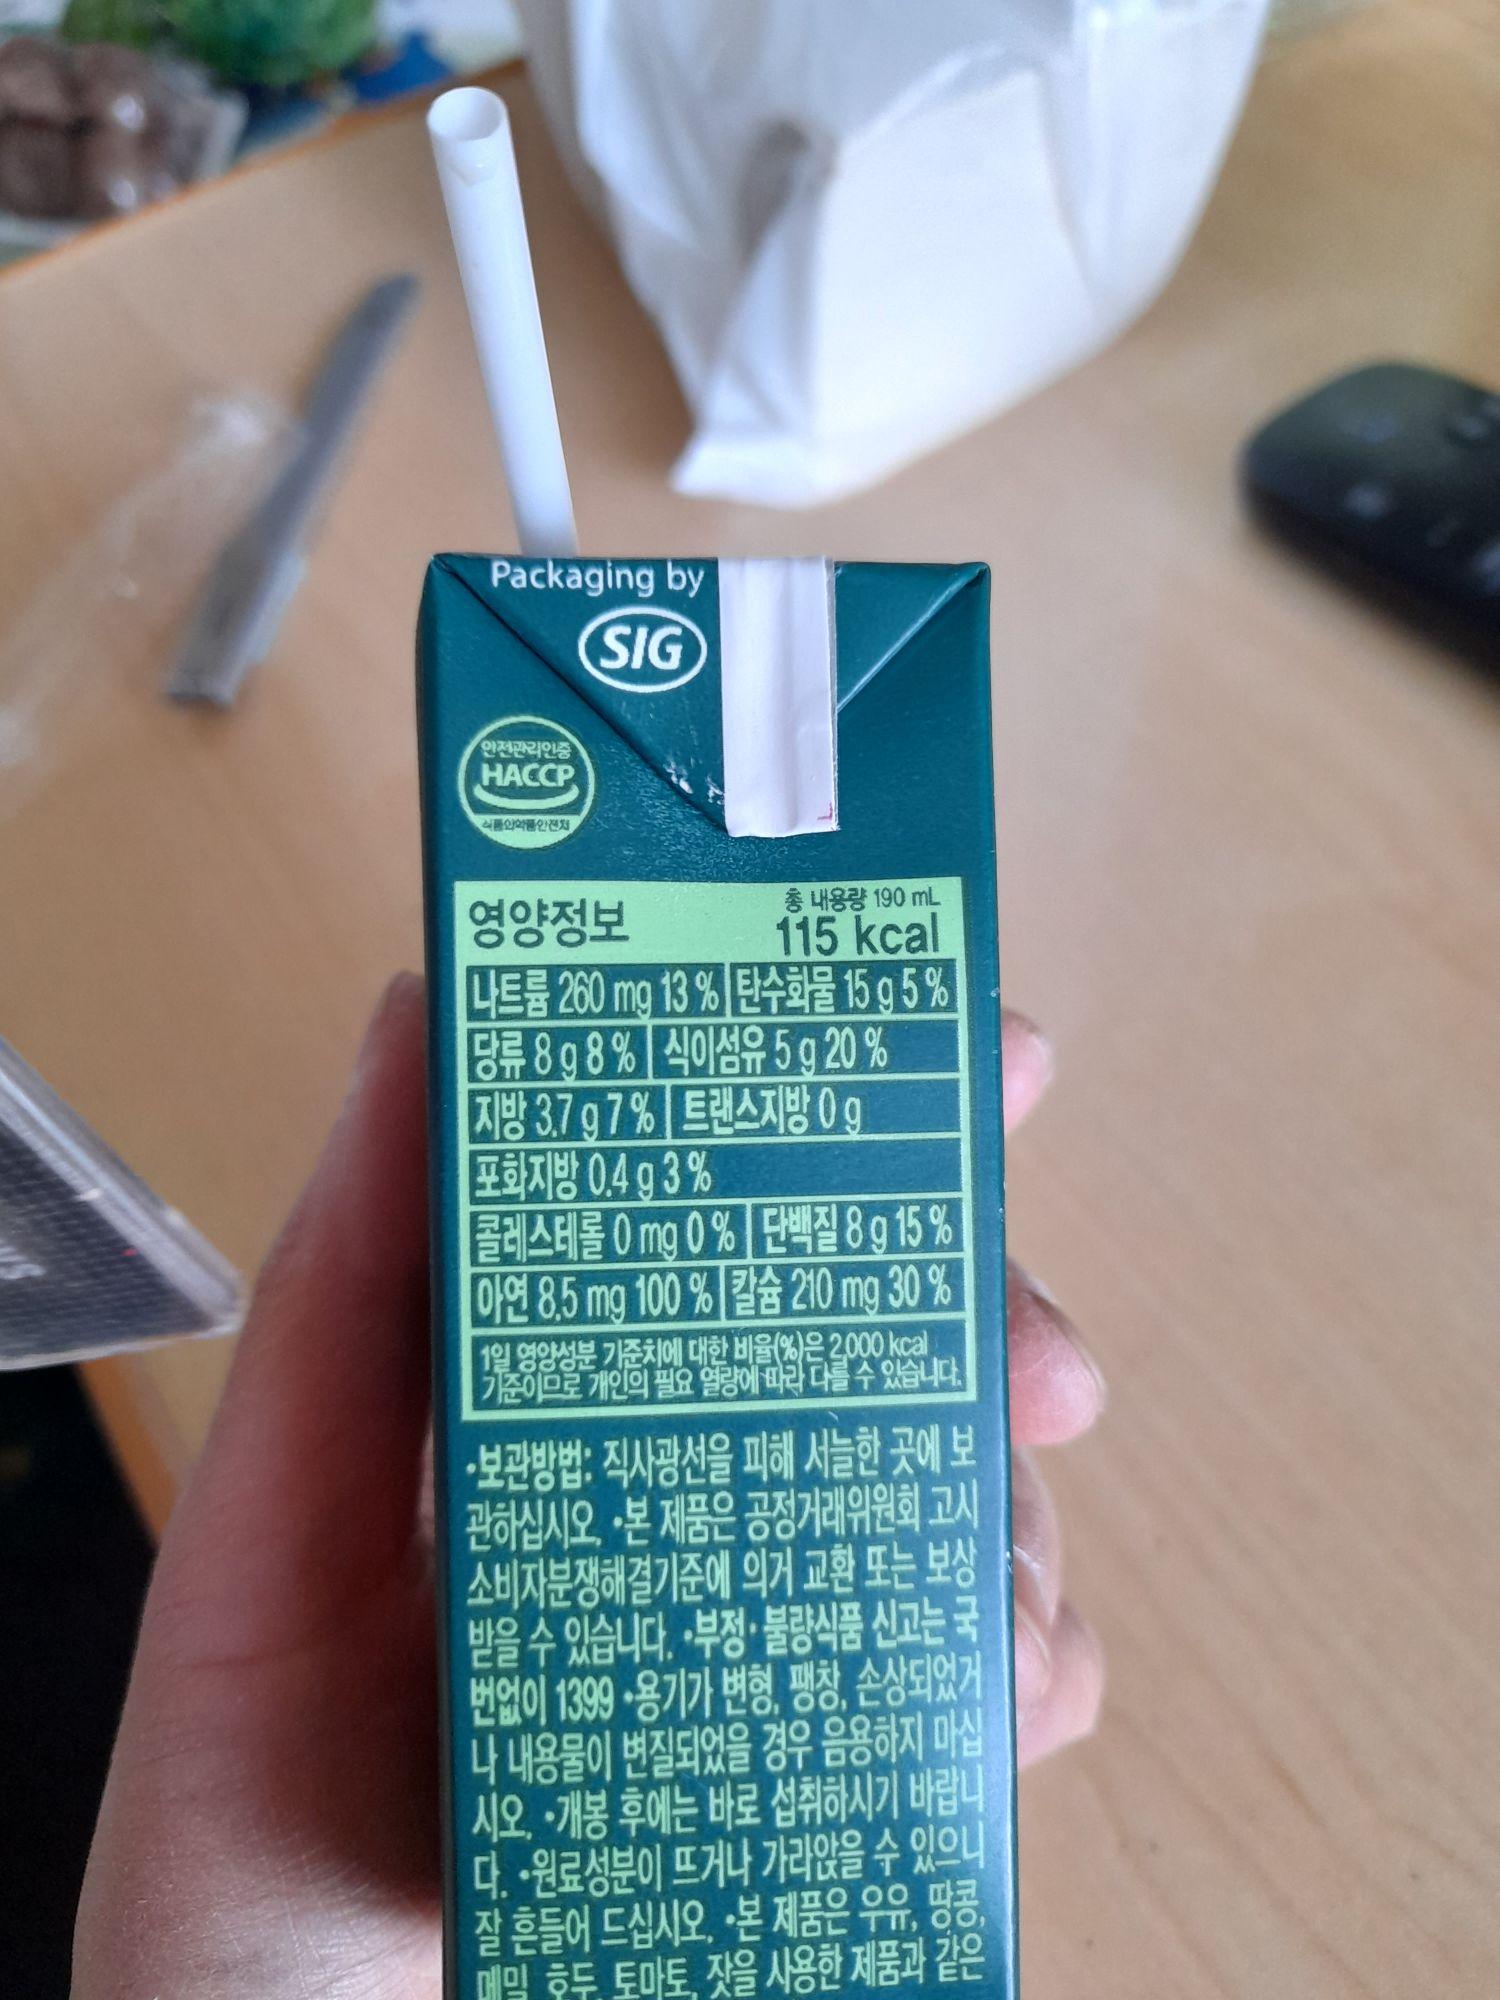 Packaging by
SIG
안전관리인증
HACCP
식품의약품안전처
영양정보
총 내용량 190 mL
115 kcal
나트륨 260 mg 13 % 탄수화물 15 g 5 %
당류 8 g 8 % 식이섬유 5 g 20 %
지방 3.7 g 7 % 트랜스지방 0 g
포화지방 0.4 g 3 %
콜레스테롤 0 mg 0 % 단백질 8 g 15 %
아연 8.5 mg 100 % 칼슘 210 mg 30 %
1일 영양성분 기준치에 대한 비율(%)은 2,000 kcal
기준이므로 개인의 필요 열량에 따라 다를 수 있습니다.
•보관방법: 직사광선을 피해 서늘한 곳에 보
관하십시오. •본 제품은 공정거래위원회 고시
소비자분쟁해결기준에 의거 교환 또는 보상
받을 수 있습니다. •부정·불량식품 신고는 국
번없이 1399 •용기가 변형, 팽창, 손상되었거
나 내용물이 변질되었을 경우 음용하지 마십
시오. •개봉 후에는 바로 섭취하시기 바랍니
다. •원료성분이 뜨거나 가라앉을 수 있으니
잘 흔들어 드십시오. •본 제품은 우유, 땅콩,
메밀, 호두, 토마토, 잣을 사용한 제품과 같은